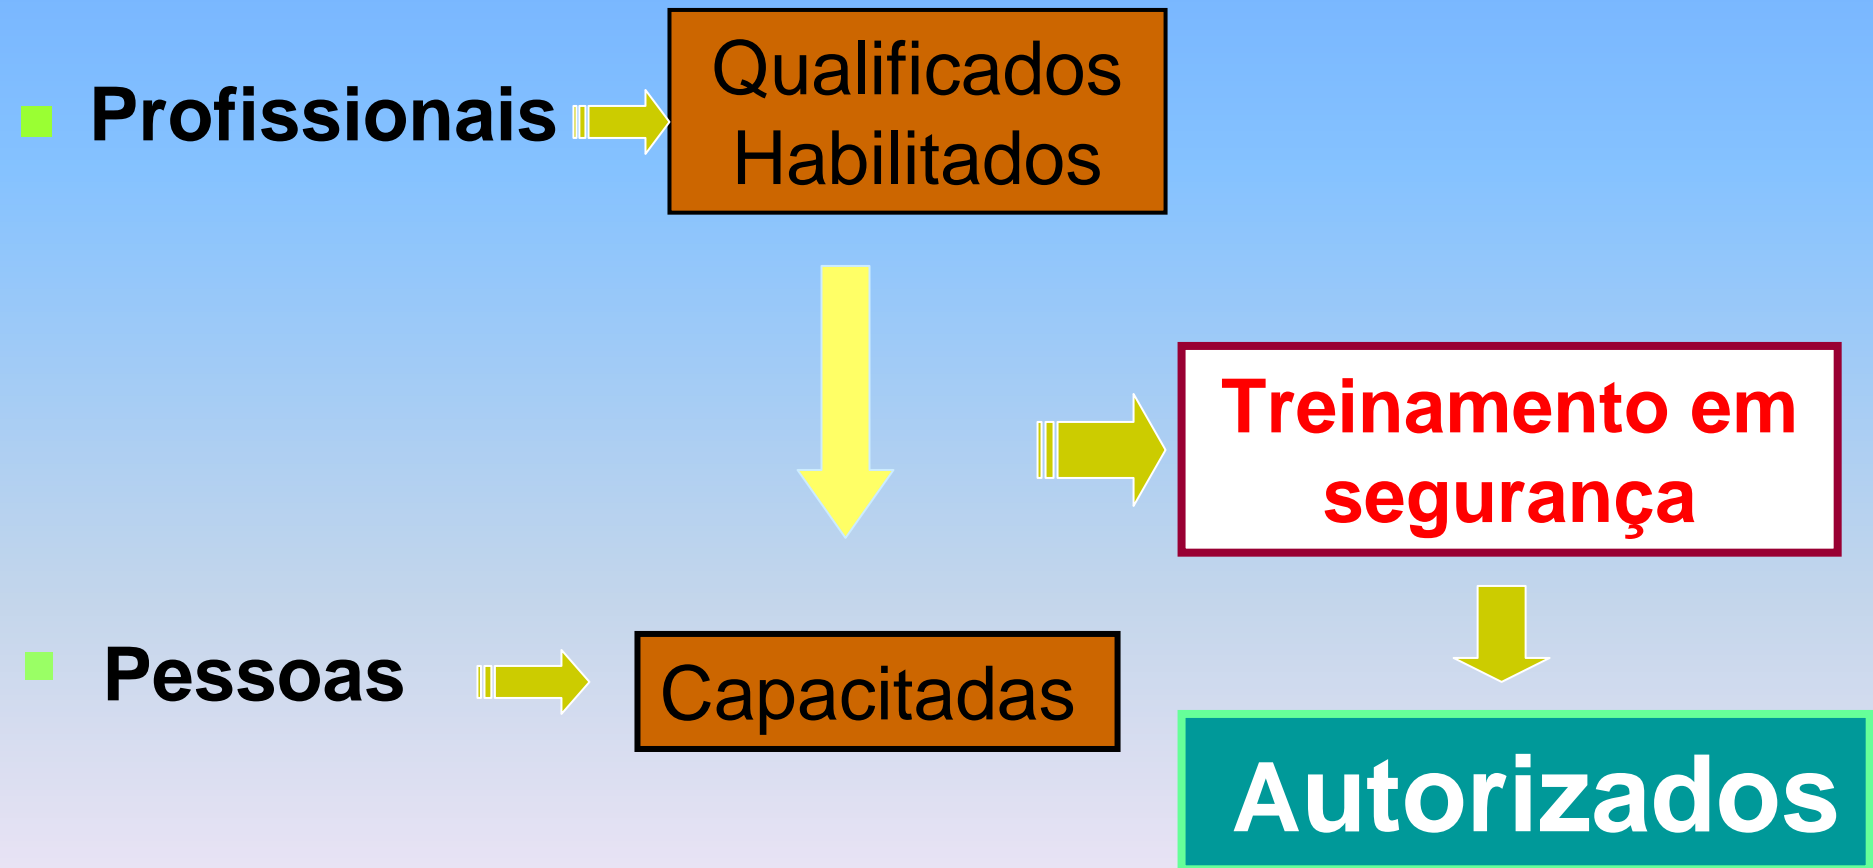 Profissionais
Qualificados
Habilitados
Treinamento em
segurança
Pessoas
Capacitadas
Autorizados